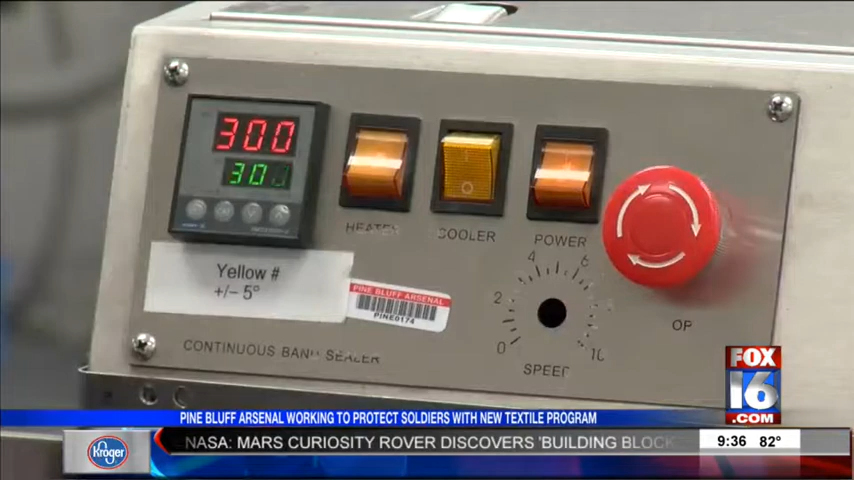 300
30
HEATER
COOLER
POWER
Yellow #
+/- 5°
PINE BLUFF ARSENAL
PINE0174
0 2 4 6 10
SPEED
OP
CONTINUOUS BAND SEALER
FOX
16
.COM
PINE BLUFF ARSENAL WORKING TO PROTECT SOLDIERS WITH NEW TEXTILE PROGRAM
Kroger
NASA: MARS CURIOSITY ROVER DISCOVERS 'BUILDING BLOCK
9:36 82°